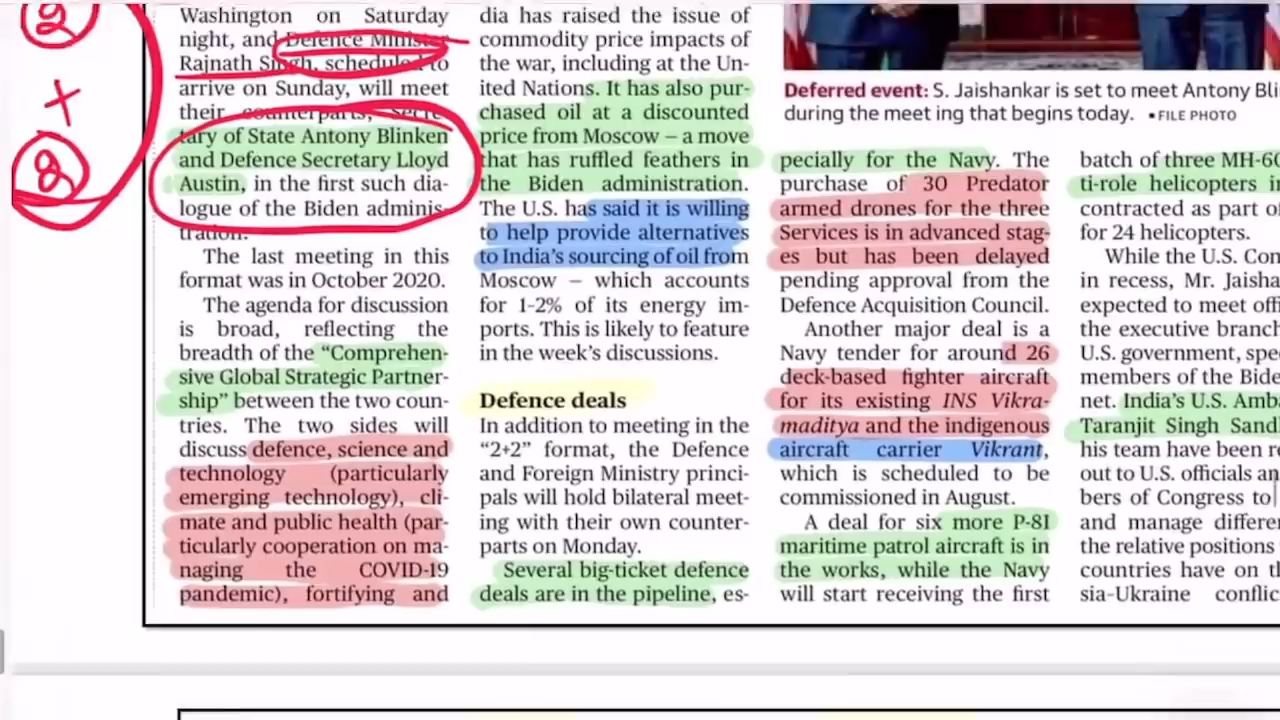 2
+
2
Washington on Saturday
night, and Defence Minister
Rajnath Singh, scheduled to
arrive on Sunday, will meet
their counterparts, Secre-
tary of State Antony Blinken
and Defence Secretary Lloyd
Austin, in the first such dia-
logue of the Biden adminis-
tration.
The last meeting in this
format was in October 2020.
The agenda for discussion
is broad, reflecting the
breadth of the “Comprehen-
sive Global Strategic Partner-
ship” between the two coun-
tries. The two sides will
discuss defence, science and
technology (particularly
emerging technology), cli-
mate and public health (par-
ticularly cooperation on ma-
naging the COVID-19
pandemic), fortifying and
dia has raised the issue of
commodity price impacts of
the war, including at the Un-
ited Nations. It has also pur-
chased oil at a discounted
price from Moscow – a move
that has ruffled feathers in
the Biden administration.
The U.S. has said it is willing
to help provide alternatives
to India’s sourcing of oil from
Moscow – which accounts
for 1-2% of its energy im-
ports. This is likely to feature
in the week’s discussions.
Defence deals
In addition to meeting in the
“2+2” format, the Defence
and Foreign Ministry princi-
pals will hold bilateral meet-
ing with their own counter-
parts on Monday.
Several big-ticket defence
deals are in the pipeline, es-
Deferred event: S. Jaishankar is set to meet Antony Bli
during the meet ing that begins today. ▪ FILE PHOTO
pecially for the Navy. The
purchase of 30 Predator
armed drones for the three
Services is in advanced stag-
es but has been delayed
pending approval from the
Defence Acquisition Council.
Another major deal is a
Navy tender for around 26
deck-based fighter aircraft
for its existing INS Vikra-
maditya and the indigenous
aircraft carrier Vikrant,
which is scheduled to be
commissioned in August.
A deal for six more P-8I
maritime patrol aircraft is in
the works, while the Navy
will start receiving the first
batch of three MH-60
ti-role helicopters in
contracted as part of
for 24 helicopters.
While the U.S. Con
in recess, Mr. Jaisha
expected to meet offi
the executive branch
U.S. government, spe
members of the Bide
net. India’s U.S. Amba
Taranjit Singh Sand
his team have been re
out to U.S. officials an
bers of Congress to
and manage differe
the relative positions
countries have on th
sia-Ukraine conflic